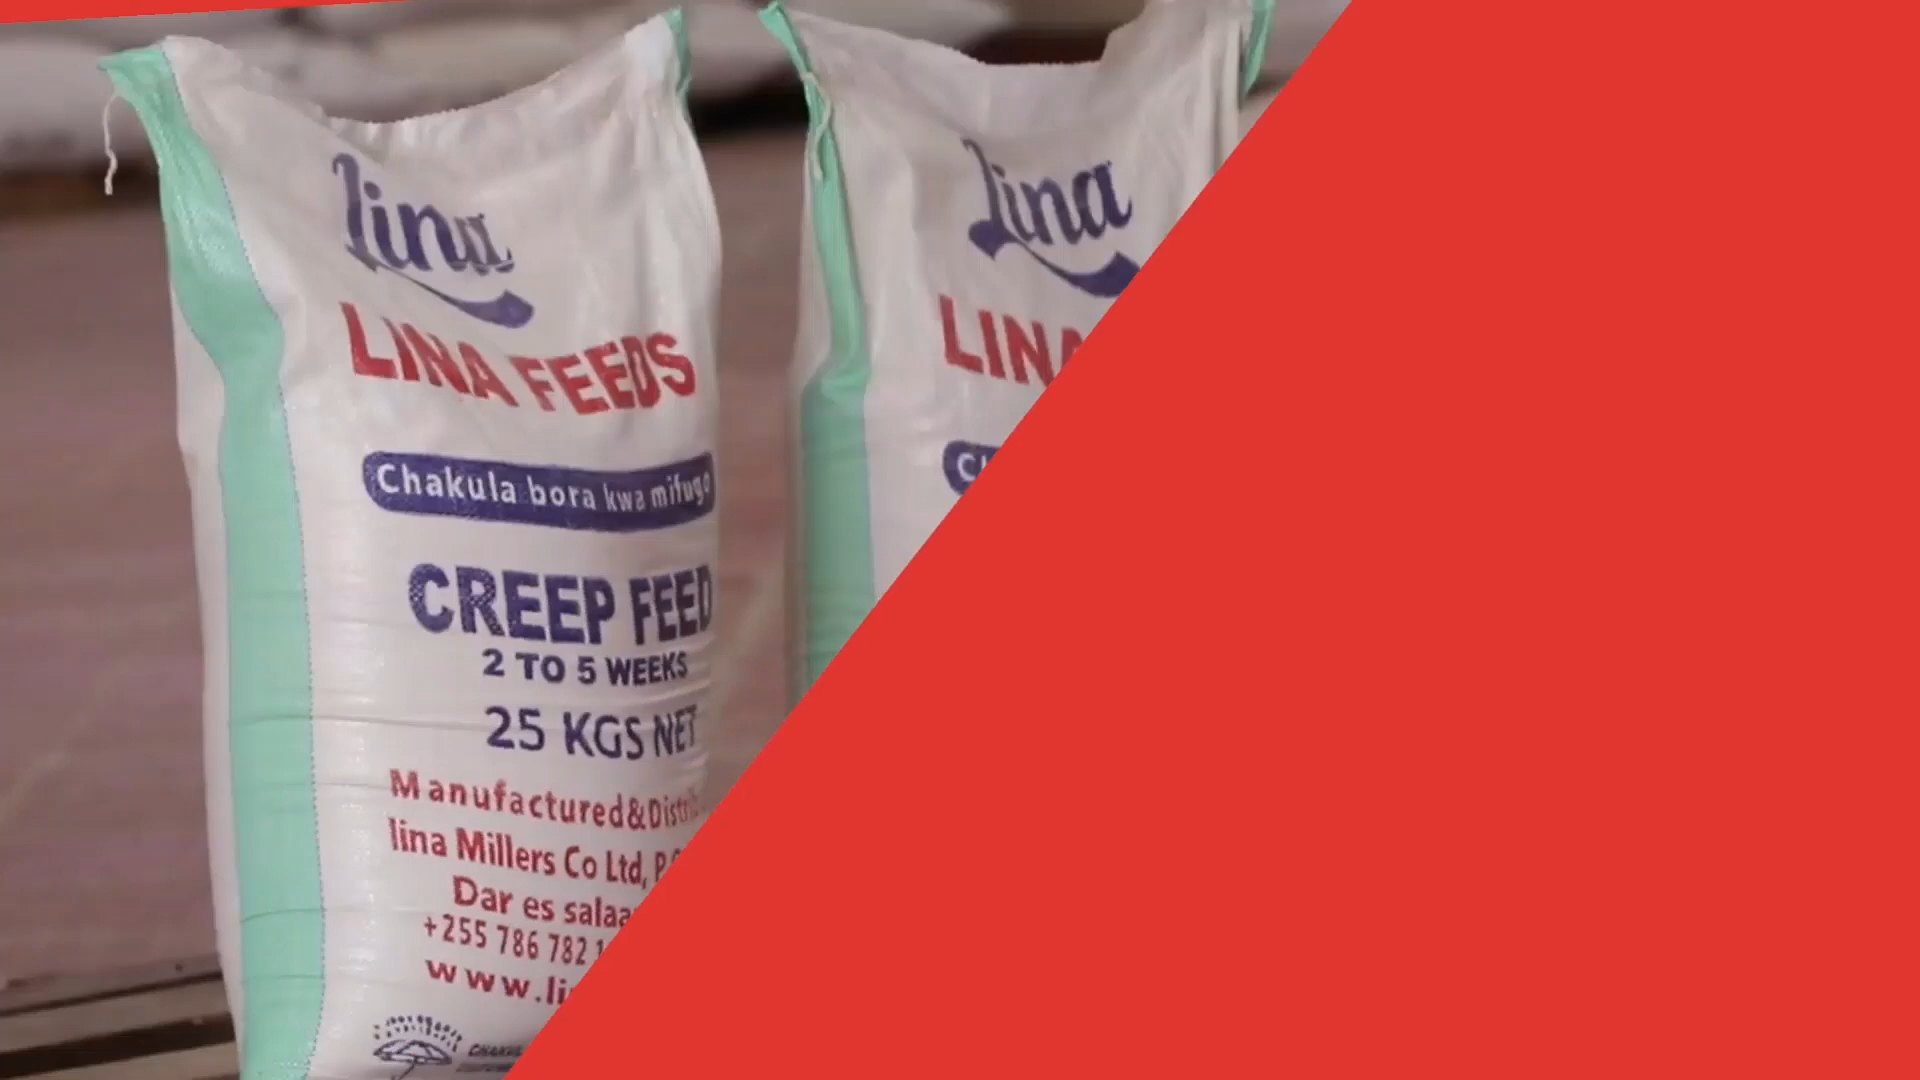 lina
LINA FEEDS
Chakula bora kwa mifugo
CREEP FEED
2 TO 5 WEEKS
25 KGS NET
Manufactured&Distri
lina Millers Co Ltd, P.
Dar es salaa
+255 786 782 1
www.li
Lina
LINA